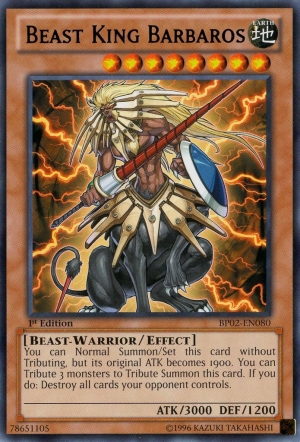 BEAST KING BARBAROS
EARTH
地
1st Edition
BP02-EN080
[BEAST-WARRIOR/EFFECT]
You can Normal Summon/Set this card without
Tributing, but its original ATK becomes 1900. You can
Tribute 3 monsters to Tribute Summon this card. If you
do: Destroy all cards your opponent controls.
ATK/3000 DEF/1200
78651105
©1996 KAZUKI TAKAHASHI